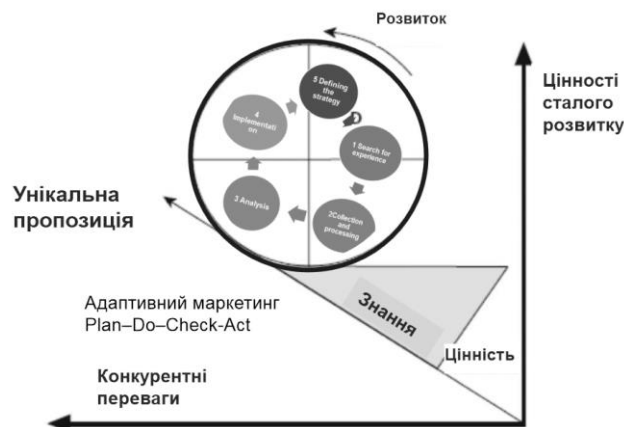 Розвиток
5 Defining
the
strategy
D
4
Implementati
on
1 Search for
experience
3 Analysis
2Collection
and
processing
Цінності
сталого
розвитку
Унікальна
пропозиція
Адаптивний маркетинг
Plan–Do–Check-Act
Знання
Цінність
Конкурентні
переваги